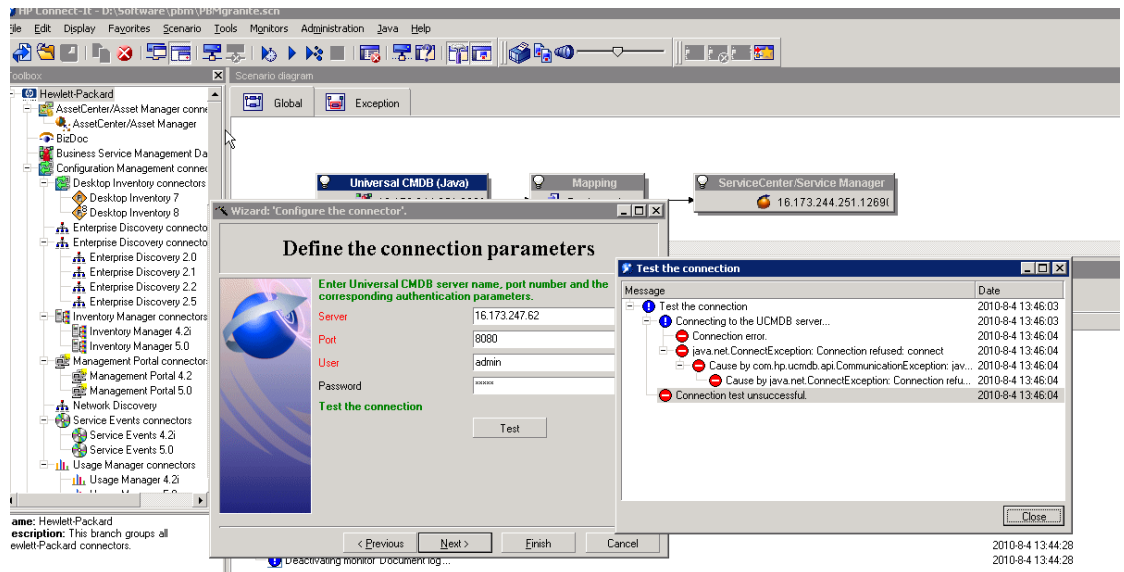 HP Connect-It - D:\Software\pbm\PBMgranite.scn
File Edit Display Favorites Scenario Tools Monitors Administration Java Help
oolbox
Scenario diagram
Hewlett-Packard
AssetCenter/Asset Manager conne
AssetCenter/Asset Manager
BizDoc
Business Service Management Da
Configuration Management connec
Desktop Inventory connectors
Desktop Inventory 7
Desktop Inventory 8
Enterprise Discovery connecto
Enterprise Discovery connecto
Enterprise Discovery 2.0
Enterprise Discovery 2.1
Enterprise Discovery 2.2
Enterprise Discovery 2.5
Inventory Manager connectors
Inventory Manager 4.2i
Inventory Manager 5.0
Management Portal connector
Management Portal 4.2
Management Portal 5.0
Network Discovery
Service Events connectors
Service Events 4.2i
Service Events 5.0
Usage Manager connectors
Usage Manager 4.2i
ame: Hewlett-Packard
escription: This branch groups all
ewlett-Packard connectors.
Global
Exception
Universal CMDB (Java)
Mapping
ServiceCenter/Service Manager
16.173.244.251.1269(
Wizard: 'Configure the connector'.
Define the connection parameters
Enter Universal CMDB server name, port number and the
corresponding authentication parameters.
Server 16.173.247.62
Port 8080
User admin
Password *****
Test the connection
Test
< Previous Next > Finish Cancel
Test the connection
Message Date
Test the connection 2010-8-4 13:46:03
Connecting to the UCMDB server... 2010-8-4 13:46:03
Connection error. 2010-8-4 13:46:04
java.net.ConnectException: Connection refused: connect 2010-8-4 13:46:04
Cause by com.hp.ucmdb.api.CommunicationException: jav... 2010-8-4 13:46:04
Cause by java.net.ConnectException: Connection refu... 2010-8-4 13:46:04
Connection test unsuccessful. 2010-8-4 13:46:04
Close
2010-8-4 13:44:28
Deactivating monitor 'Document log'... 2010-8-4 13:44:28